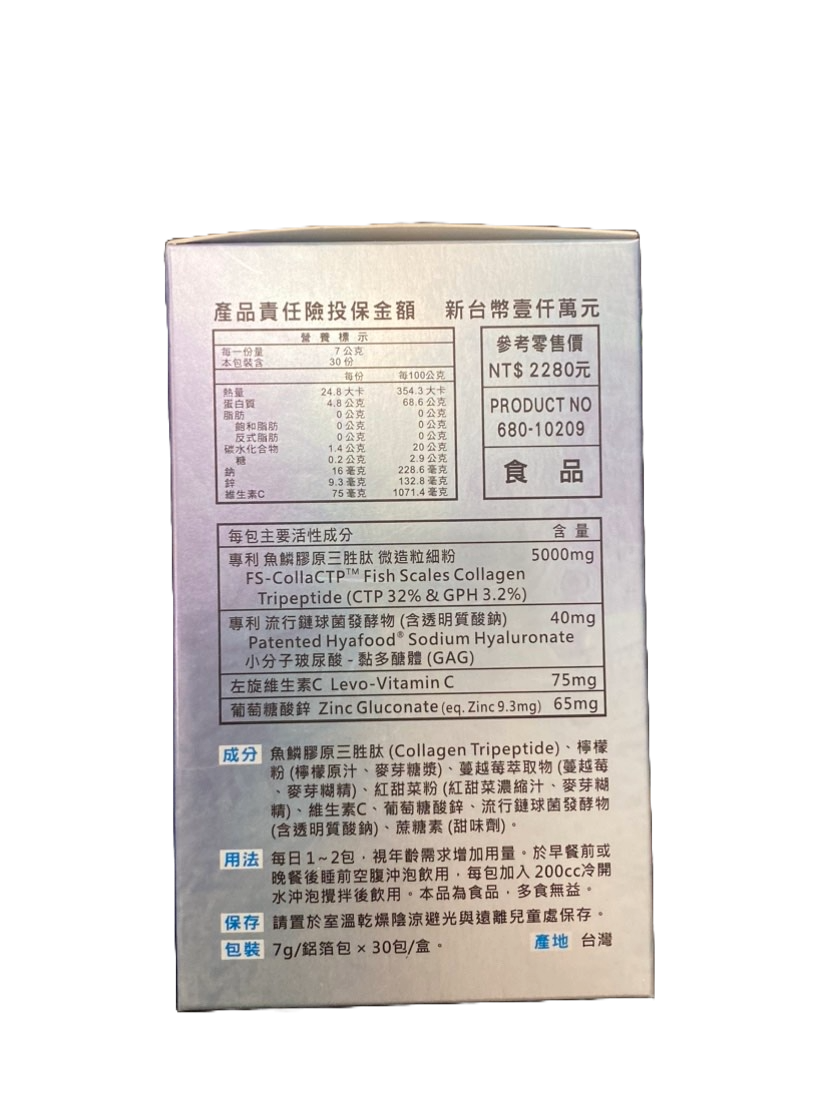 產品責任險投保金額 新台幣壹仟萬元
營養標示
每一份量 7公克
本包裝含 30份
每份 每100公克
熱量 24.8大卡 354.3大卡
蛋白質 4.8公克 68.6公克
脂肪 0公克 0公克
飽和脂肪 0公克 0公克
反式脂肪 0公克 0公克
碳水化合物 1.4公克 20公克
糖 0.2公克 2.9公克
鈉 16毫克 228.6毫克
鋅 9.3毫克 132.8毫克
維生素C 75毫克 1071.4毫克
參考零售價
NT$ 2280元
PRODUCT NO
680-10209
食品
每包主要活性成分 含量
專利 魚鱗膠原三胜肽 微造粒細粉 5000mg
FS-CollaCTP™ Fish Scales Collagen
Tripeptide (CTP 32% & GPH 3.2%)
專利 流行鏈球菌發酵物 (含透明質酸鈉) 40mg
Patented Hyafood® Sodium Hyaluronate
小分子玻尿酸 - 黏多醣體 (GAG)
左旋維生素C Levo-Vitamin C 75mg
葡萄糖酸鋅 Zinc Gluconate (eq. Zinc 9.3mg) 65mg
成分 魚鱗膠原三胜肽 (Collagen Tripeptide)、檸檬
粉 (檸檬原汁、麥芽糖漿)、蔓越莓萃取物 (蔓越莓
、麥芽糊精)、紅甜菜粉 (紅甜菜濃縮汁、麥芽糊
精)、維生素C、葡萄糖酸鋅、流行鏈球菌發酵物
(含透明質酸鈉)、蔗糖素 (甜味劑)。
用法 每日1~2包，視年齡需求增加用量。於早餐前或
晚餐後睡前空腹沖泡飲用，每包加入 200cc冷開
水沖泡攪拌後飲用。本品為食品，多食無益。
保存 請置於室溫乾燥陰涼避光與遠離兒童處保存。
包裝 7g/鋁箔包 × 30包/盒。 產地 台灣